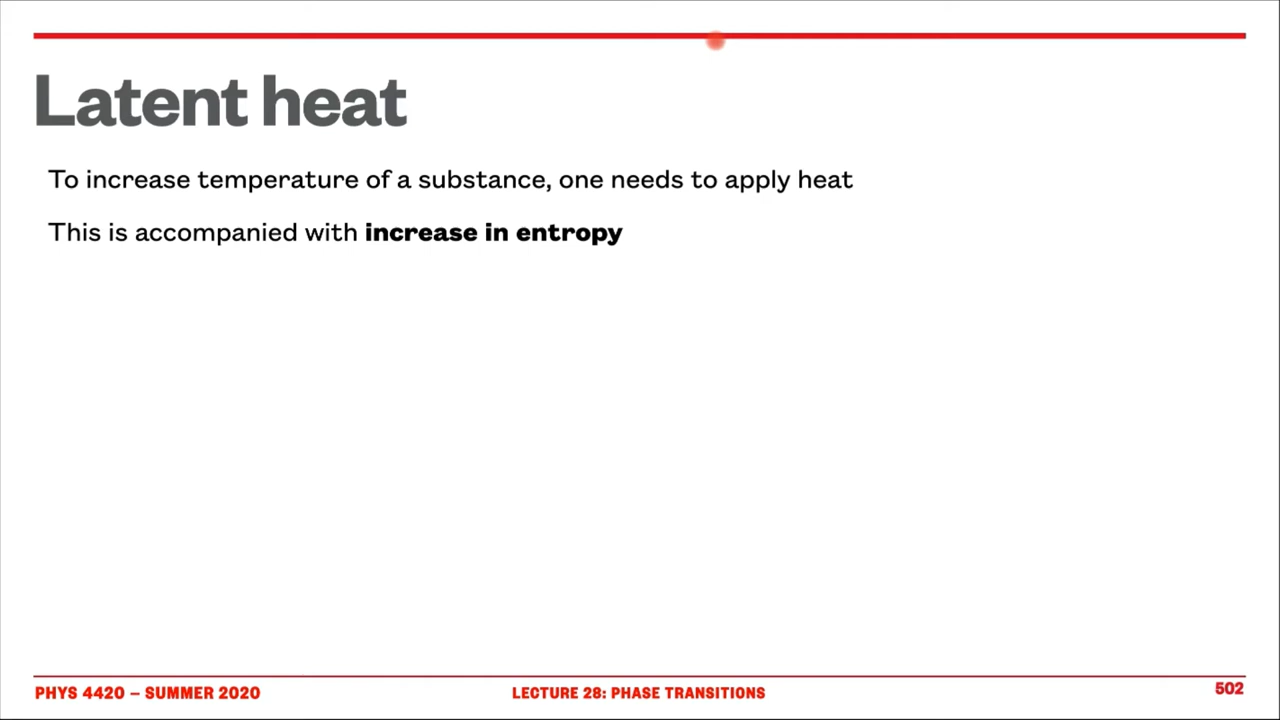 Latent heat
To increase temperature of a substance, one needs to apply heat
This is accompanied with increase in entropy
PHYS 4420 – SUMMER 2020
LECTURE 28: PHASE TRANSITIONS
502